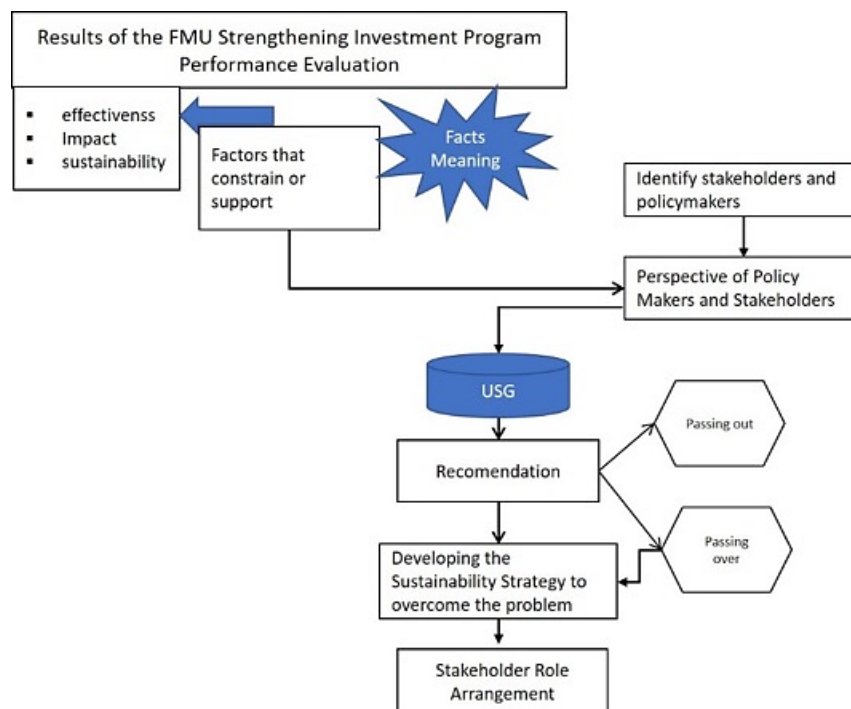 Results of the FMU Strengthening Investment Program
Performance Evaluation
▪ effectivenss
▪ Impact
▪ sustainability
Factors that
constrain or
support
Facts
Meaning
Identify stakeholders and
policymakers
Perspective of Policy
Makers and Stakeholders
USG
Passing out
Recomendation
Passing
over
Developing the
Sustainability Strategy to
overcome the problem
Stakeholder Role
Arrangement